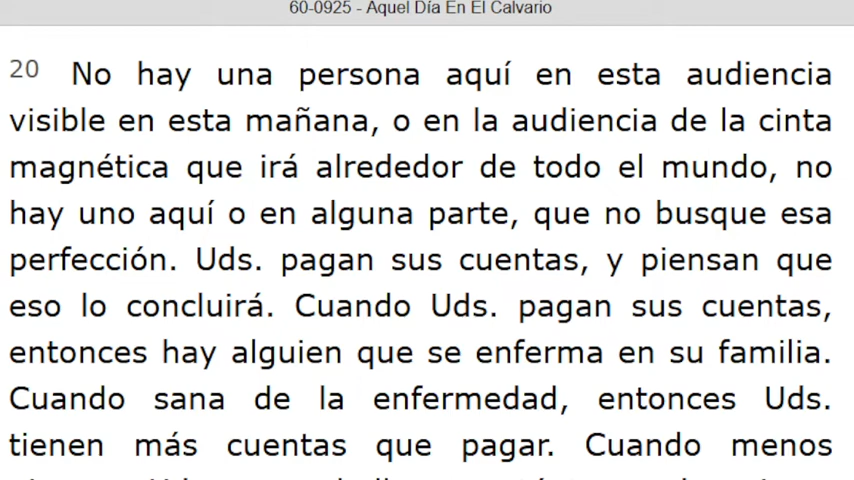 60-0925 - Aquel Día En El Calvario
20 No hay una persona aquí en esta audiencia
visible en esta mañana, o en la audiencia de la cinta
magnética que irá alrededor de todo el mundo, no
hay uno aquí o en alguna parte, que no busque esa
perfección. Uds. pagan sus cuentas, y piensan que
eso lo concluirá. Cuando Uds. pagan sus cuentas,
entonces hay alguien que se enferma en su familia.
Cuando sana de la enfermedad, entonces Uds.
tienen más cuentas que pagar. Cuando menos